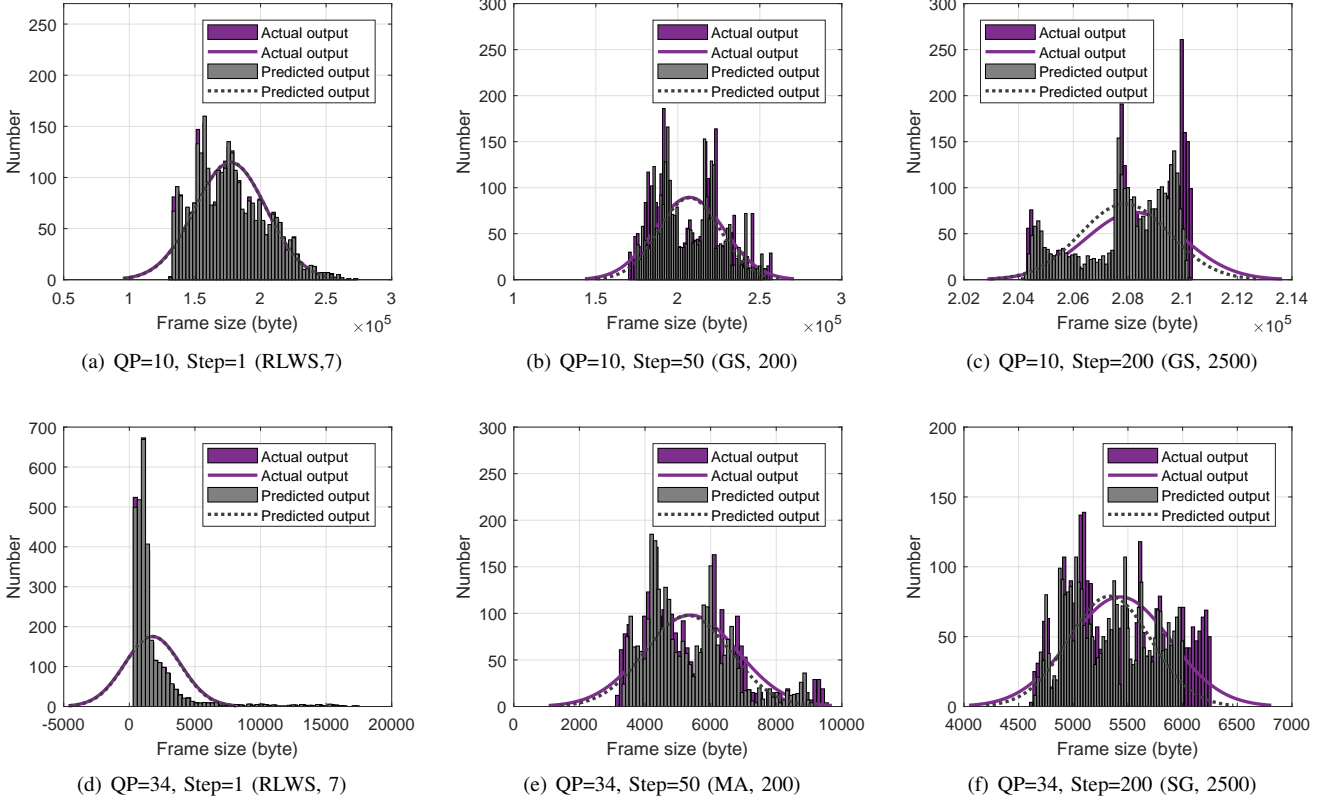 Number
250
200
150
100
50
0
Actual output
Actual output
Predicted output
Predicted output
0.5 1 1.5 2 2.5 3
Frame size (byte) ×10^5
(a) QP=10, Step=1 (RLWS,7)
Number
300
250
200
150
100
50
0
Actual output
Actual output
Predicted output
Predicted output
1 1.5 2 2.5 3
Frame size (byte) ×10^5
(b) QP=10, Step=50 (GS, 200)
Number
300
250
200
150
100
50
0
Actual output
Actual output
Predicted output
Predicted output
2.02 2.04 2.06 2.08 2.1 2.12 2.14
Frame size (byte) ×10^5
(c) QP=10, Step=200 (GS, 2500)
Number
700
600
500
400
300
200
100
0
Actual output
Actual output
Predicted output
Predicted output
-5000 0 5000 10000 15000 20000
Frame size (byte)
(d) QP=34, Step=1 (RLWS, 7)
Number
300
250
200
150
100
50
0
Actual output
Actual output
Predicted output
Predicted output
0 2000 4000 6000 8000 10000
Frame size (byte)
(e) QP=34, Step=50 (MA, 200)
Number
200
150
100
50
0
Actual output
Actual output
Predicted output
Predicted output
4000 4500 5000 5500 6000 6500 7000
Frame size (byte)
(f) QP=34, Step=200 (SG, 2500)